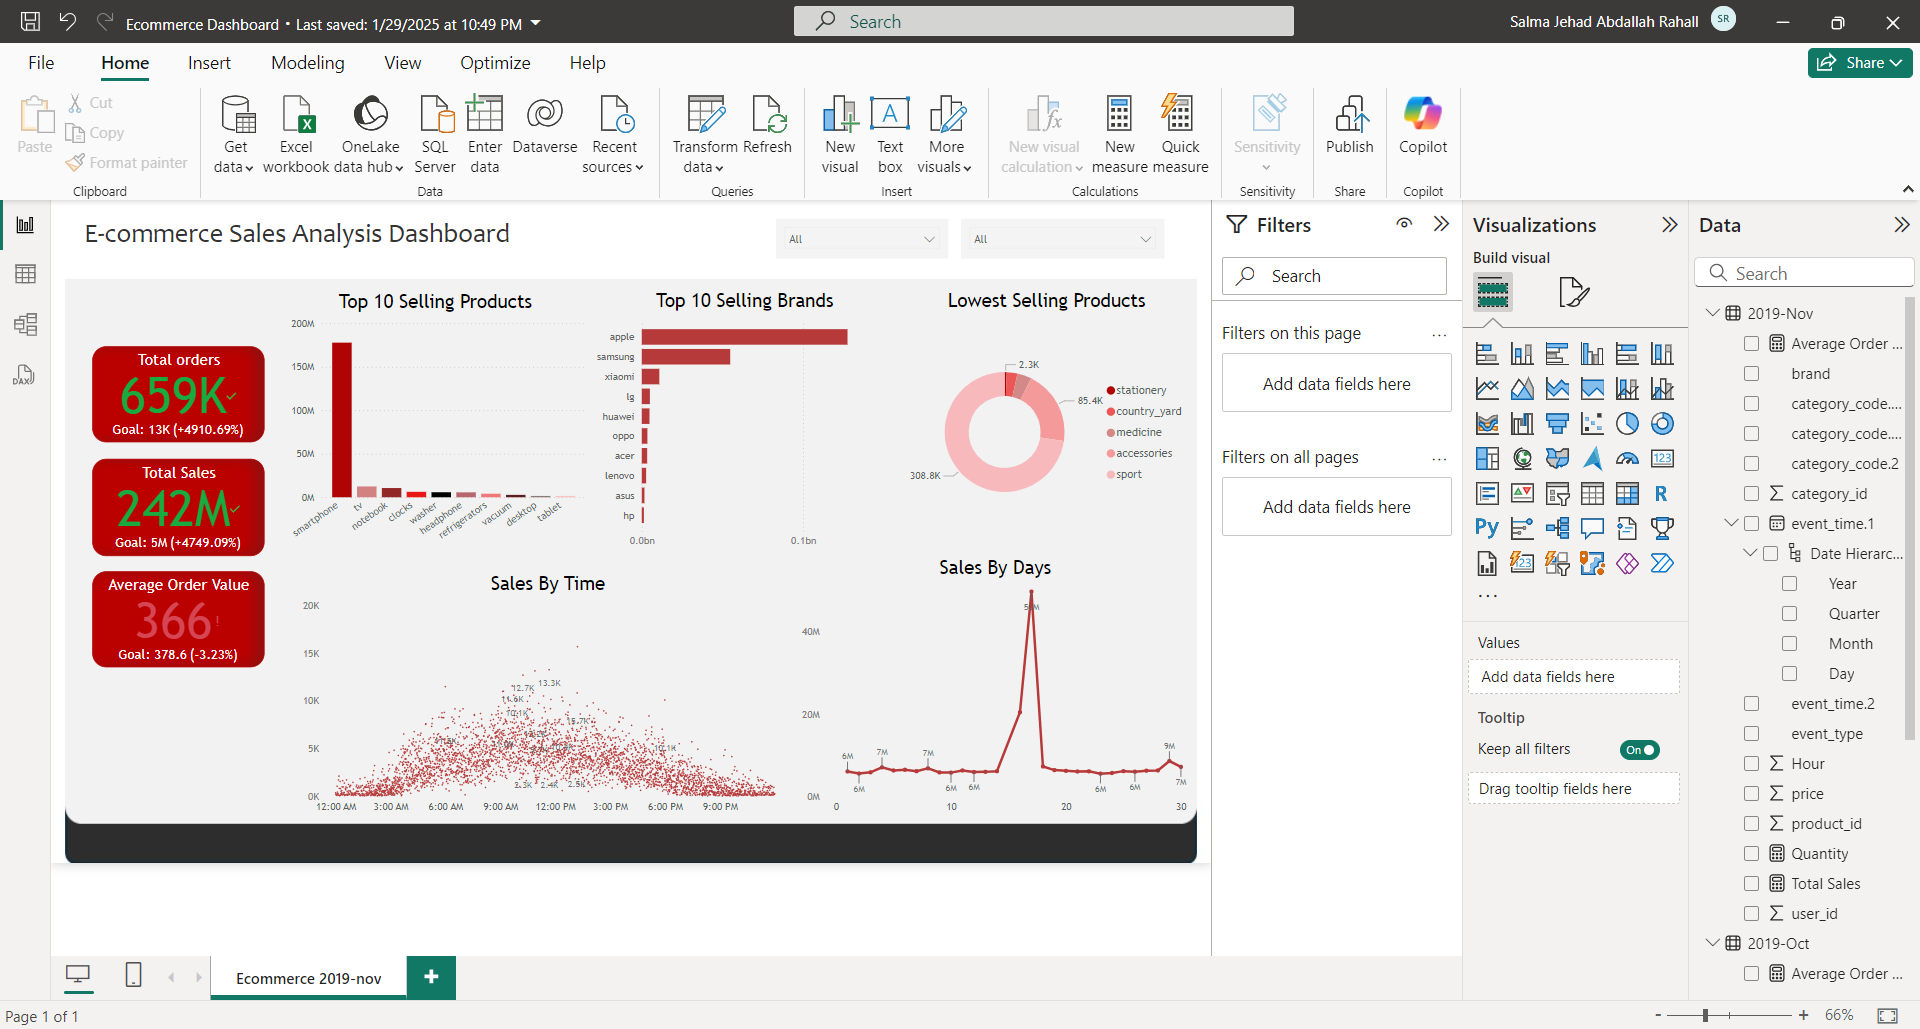 Ecommerce Dashboard • Last saved: 1/29/2025 at 10:49 PM
Search
Salma Jehad Abdallah Rahall
SR
File
Home
Insert
Modeling
View
Optimize
Help
Share
Paste
Cut
Copy
Format painter
Clipboard
Get data
Excel workbook
OneLake data hub
SQL Server
Enter data
Dataverse
Recent sources
Data
Transform data
Refresh
Queries
New visual
Text box
More visuals
Insert
New visual calculation
New measure
Quick measure
Calculations
Sensitivity
Sensitivity
Publish
Share
Copilot
Copilot
E-commerce Sales Analysis Dashboard
All
All
Total orders
659K
Goal: 13K (+4910.69%)
Total Sales
242M
Goal: 5M (+4749.09%)
Average Order Value
366!
Goal: 378.6 (-3.23%)
Top 10 Selling Products
200M
150M
100M
50M
0M
smartphone
tv
notebook
clocks
washer
headphone
refrigerators
vacuum
desktop
tablet
Top 10 Selling Brands
apple
samsung
xiaomi
lg
huawei
oppo
acer
lenovo
asus
hp
0.0bn
0.1bn
Lowest Selling Products
2.3K
85.4K
308.8K
stationery
country_yard
medicine
accessories
sport
Sales By Time
20K
15K
10K
5K
0K
13.3K
12.7K
10.1K
2.3K
2.4K
12:00 AM
3:00 AM
6:00 AM
9:00 AM
12:00 PM
3:00 PM
6:00 PM
9:00 PM
Sales By Days
40M
20M
0M
6M
6M
7M
7M
6M
6M
6M
6M
9M
7M
0
10
20
30
Filters
Search
Filters on this page
...
Add data fields here
Filters on all pages
...
Add data fields here
Visualizations
Build visual
123
R
Py
123
...
Values
Add data fields here
Tooltip
Keep all filters
On
Drag tooltip fields here
Data
Search
2019-Nov
Average Order ...
brand
category_code....
category_code....
category_code.2
category_id
event_time.1
Date Hierarc...
Year
Quarter
Month
Day
event_time.2
event_type
Hour
price
product_id
Quantity
Total Sales
user_id
2019-Oct
Average Order ...
DAX
Ecommerce 2019-nov
+
Page 1 of 1
-
+
66%